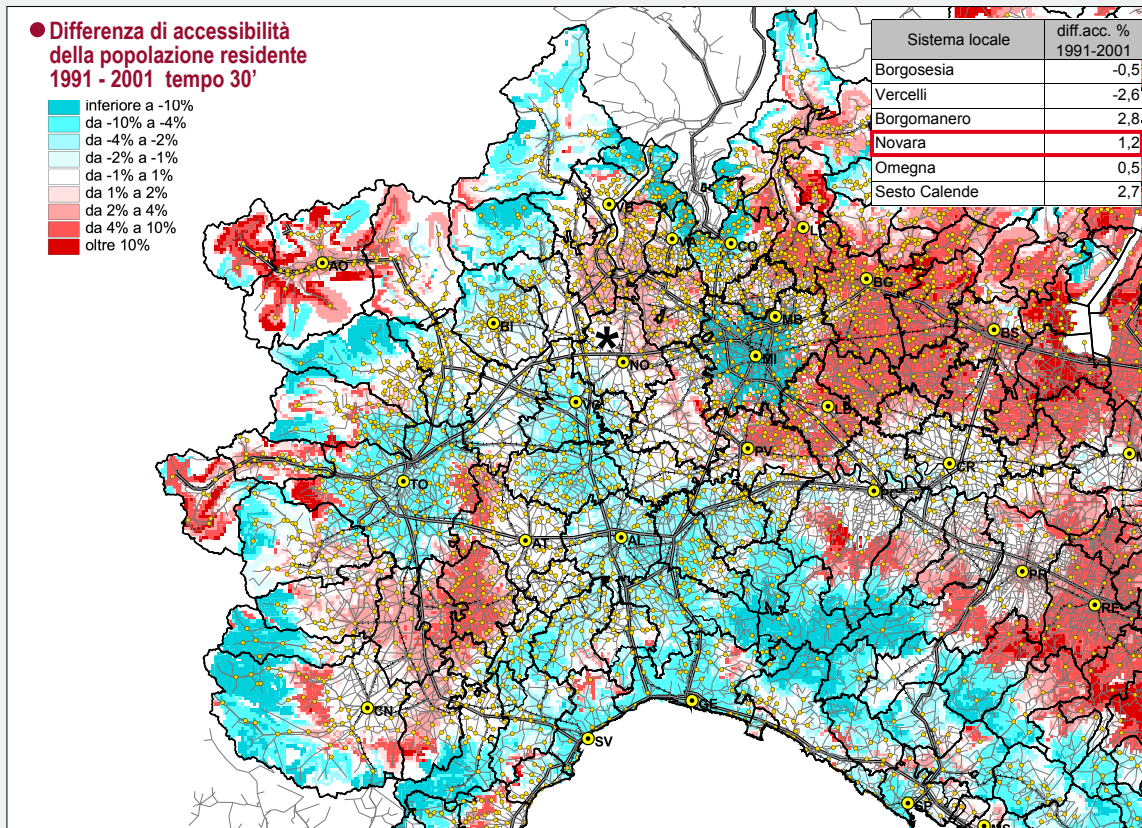 Differenza di accessibilità
della popolazione residente
1991 - 2001 tempo 30'
inferiore a -10%
da -10% a -4%
da -4% a -2%
da -2% a -1%
da -1% a 1%
da 1% a 2%
da 2% a 4%
da 4% a 10%
oltre 10%
Sistema locale
diff.acc. %
1991-2001
Borgosesia -0,5
Vercelli -2,6
Borgomanero 2,8
Novara 1,2
Omegna 0,5
Sesto Calende 2,7
VB
VA
CO
AO
BG
BI
MB
BS
*
NO
MI
VC
PV
CR
TO
PC
AT
AL
PR
RE
CN
GE
SV
SP
MS